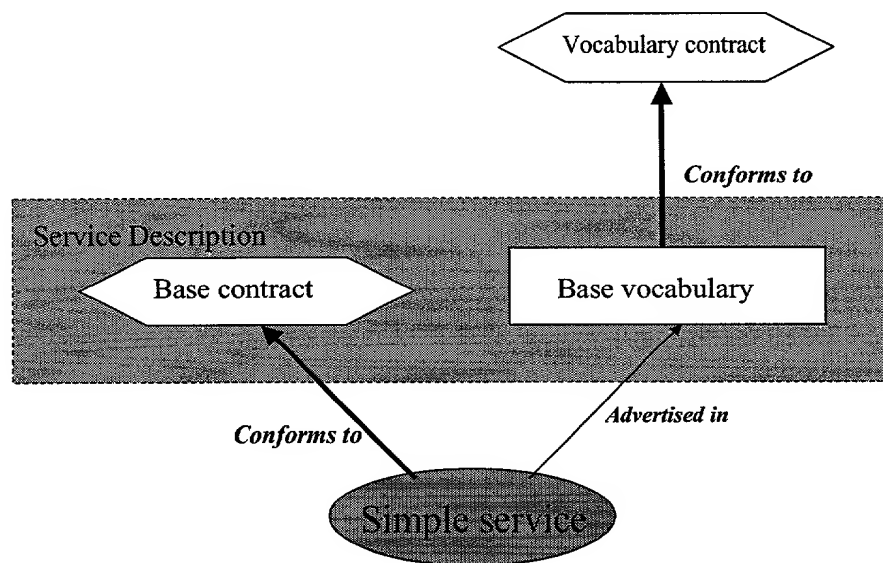 Vocabulary contract
Conforms to
Service Description
Base contract
Base vocabulary
Conforms to
Advertised in
Simple service